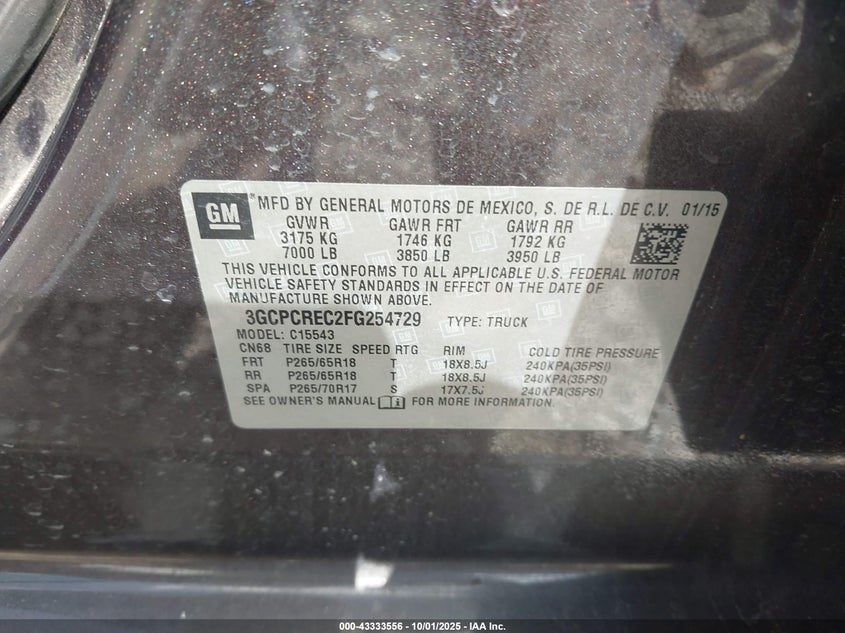 GM *MFD BY GENERAL MOTORS DE MEXICO, S. DE R.L. DE C.V. 01/15
GVWR GAWR FRT GAWR RR
3175 KG 1746 KG 1792 KG
7000 LB 3850 LB 3950 LB
THIS VEHICLE CONFORMS TO ALL APPLICABLE U.S. FEDERAL MOTOR
VEHICLE SAFETY STANDARDS IN EFFECT ON THE DATE OF
MANUFACTURE SHOWN ABOVE.
3GCPCREC2FG254729 TYPE: TRUCK
MODEL: C15543
CN68 TIRE SIZE SPEED RTG RIM COLD TIRE PRESSURE
FRT P265/65R18 T 18X8.5J 240KPA(35PSI)
RR P265/65R18 T 18X8.5J 240KPA(35PSI)
SPA P265/70R17 S 17X7.5J 240KPA(35PSI)
SEE OWNER'S MANUAL FOR MORE INFORMATION.
000-43333556 - 10/01/2025 - IAA Inc.